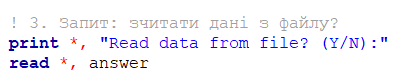 ! 3. Запит: зчитати дані з файлу?
print *, "Read data from file? (Y/N):"
read *, answer